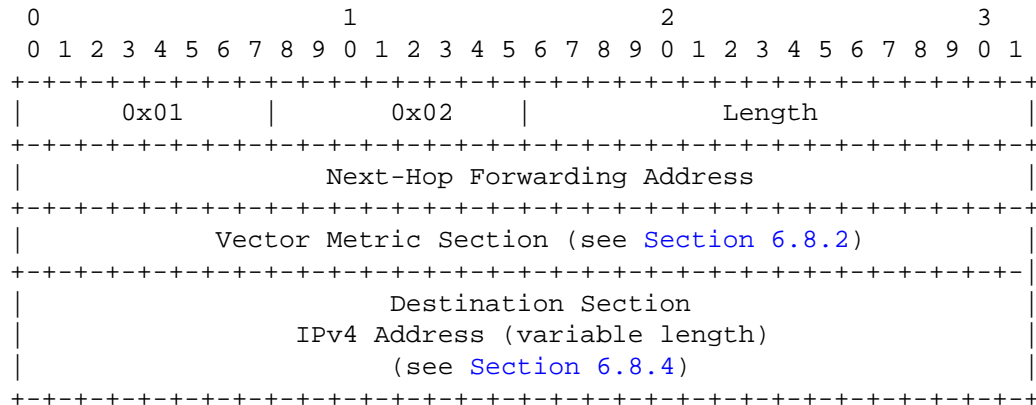 0                   1                   2                   3
 0 1 2 3 4 5 6 7 8 9 0 1 2 3 4 5 6 7 8 9 0 1 2 3 4 5 6 7 8 9 0 1
+-+-+-+-+-+-+-+-+-+-+-+-+-+-+-+-+-+-+-+-+-+-+-+-+-+-+-+-+-+-+-+-+
|      0x01     |       0x02    |            Length             |
+-+-+-+-+-+-+-+-+-+-+-+-+-+-+-+-+-+-+-+-+-+-+-+-+-+-+-+-+-+-+-+-+
|                   Next-Hop Forwarding Address                 |
+-+-+-+-+-+-+-+-+-+-+-+-+-+-+-+-+-+-+-+-+-+-+-+-+-+-+-+-+-+-+-+-+
|            Vector Metric Section (see Section 6.8.2)          |
+-+-+-+-+-+-+-+-+-+-+-+-+-+-+-+-+-+-+-+-+-+-+-+-+-+-+-+-+-+-+-+-|
|                       Destination Section                     |
|                 IPv4 Address (variable length)                |
|                       (see Section 6.8.4)                     |
+-+-+-+-+-+-+-+-+-+-+-+-+-+-+-+-+-+-+-+-+-+-+-+-+-+-+-+-+-+-+-+-+